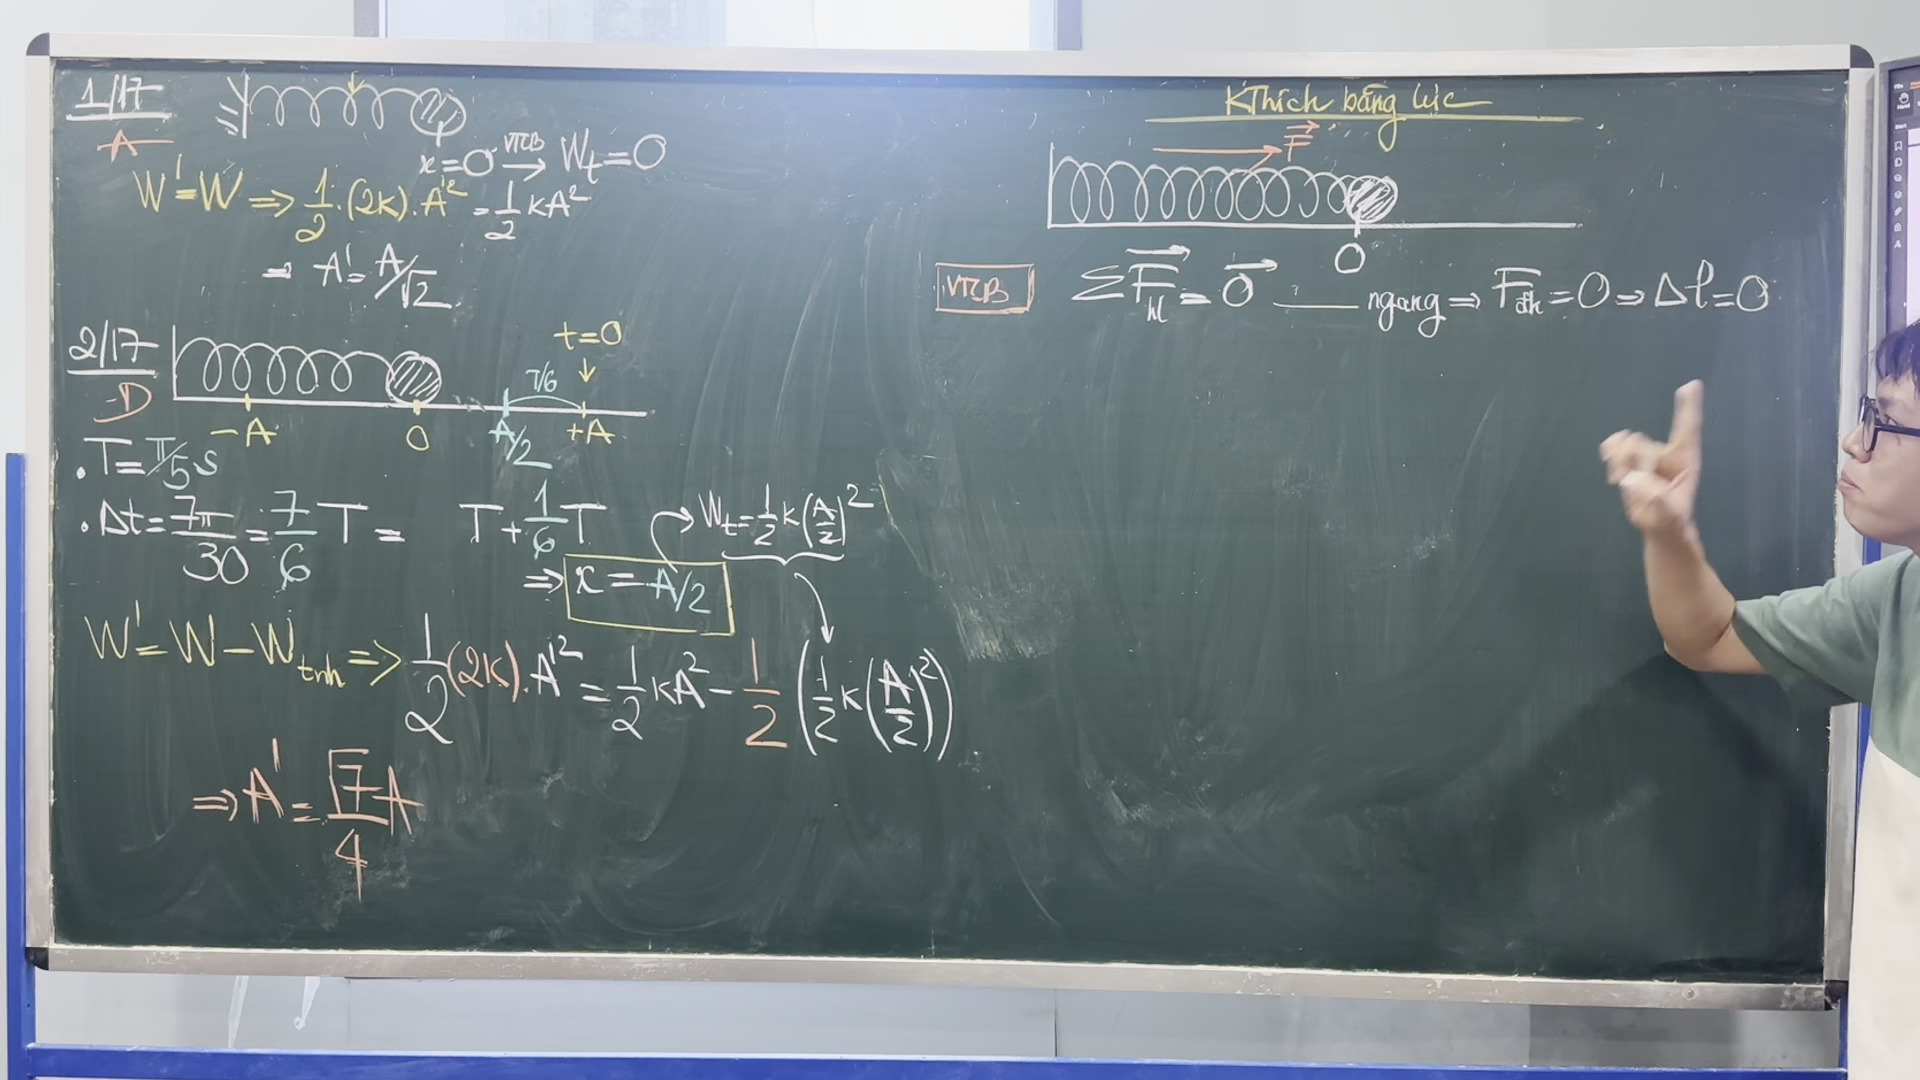 1/17
A
x=0 VTCB → Wt=0
W'=W => 1/2.(2K).A'² = 1/2 KA²
=> A' = A/√2
2/17
D
t=0
T/6
-A O A/2 +A
.T= π/5 s
.Δt= 7π/30 = 7/6 T = T + 1/6 T
Wt = 1/2 K (A/2)²
=> x = A/2
W' = W - Wtnh => 1/2 (2K).A'² = 1/2 KA² - 1/2 (1/2 K (A/2)²)
=> A' = √7 A/4
KThích bằng lực
F
O
VTCB
ΣFhl = 0 ngang => Fđh = 0 => Δl = 0